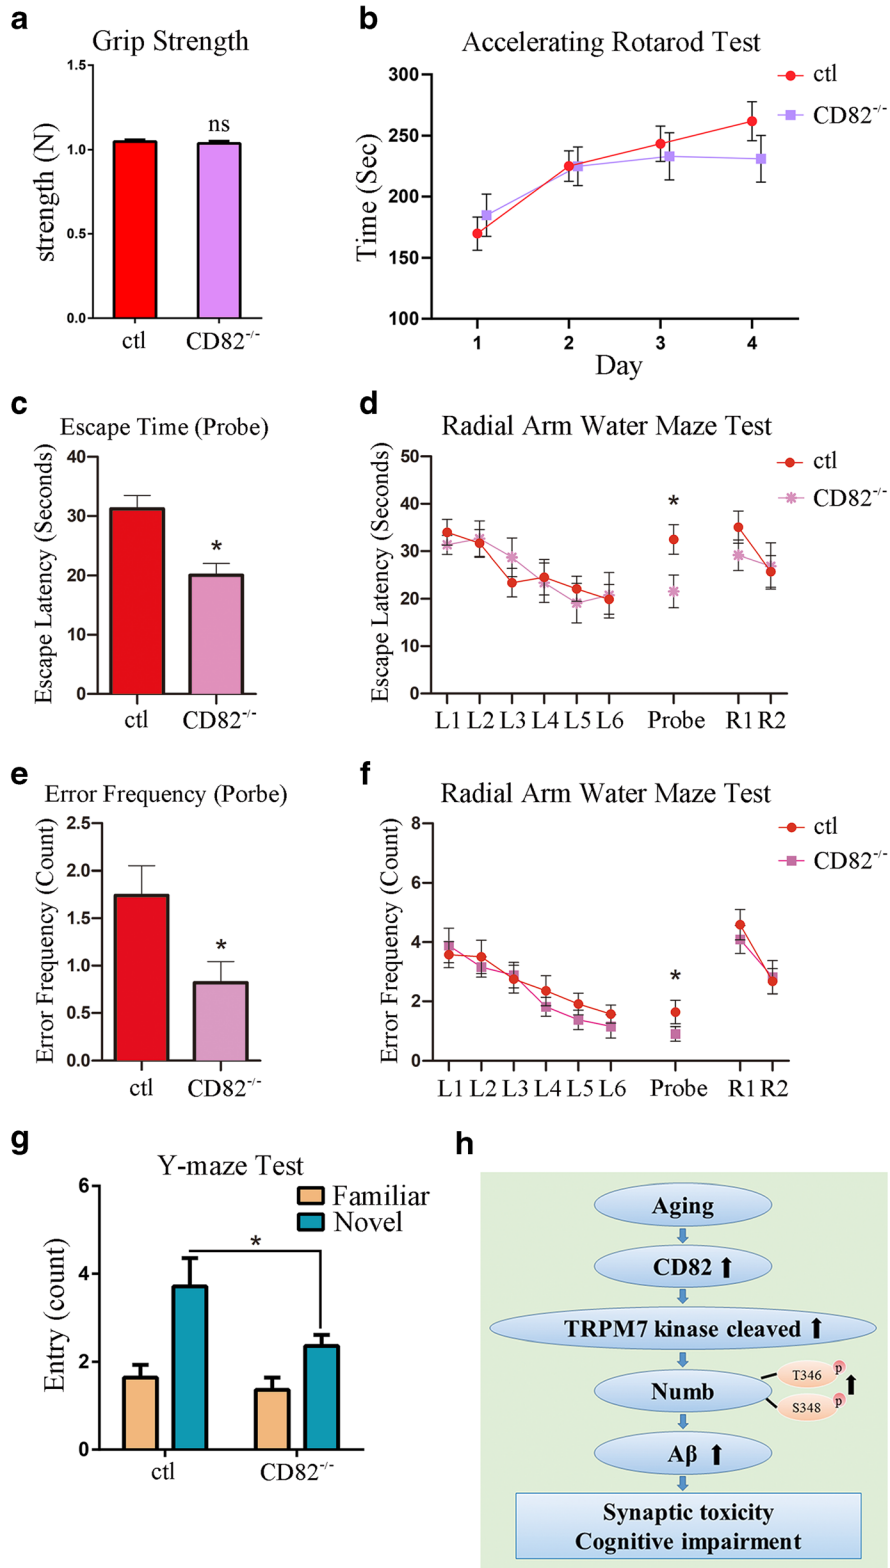 a
Grip Strength
strength (N)
1.5
1.0
0.5
0.0
ns
ctl
CD82-/-
b
Accelerating Rotarod Test
Time (Sec)
300
250
200
150
100
1 2 3 4
Day
ctl
CD82-/-
c
Escape Time (Probe)
Escape Latency (Seconds)
40
30
20
10
0
*
ctl
CD82-/-
d
Radial Arm Water Maze Test
Escape Latency (Seconds)
50
40
30
20
10
0
*
L1 L2 L3 L4 L5 L6 Probe R1 R2
ctl
CD82-/-
e
Error Frequency (Porbe)
Error Frequency (Count)
2.5
2.0
1.5
1.0
0.5
0.0
*
ctl
CD82-/-
f
Radial Arm Water Maze Test
Error Frequency (Count)
8
6
4
2
0
*
L1 L2 L3 L4 L5 L6 Probe R1 R2
ctl
CD82-/-
g
Y-maze Test
Familiar
Novel
Entry (count)
6
4
2
0
*
ctl
CD82-/-
h
Aging
CD82
TRPM7 kinase cleaved
Numb
T346
p
S348
p
Aβ
Synaptic toxicity
Cognitive impairment